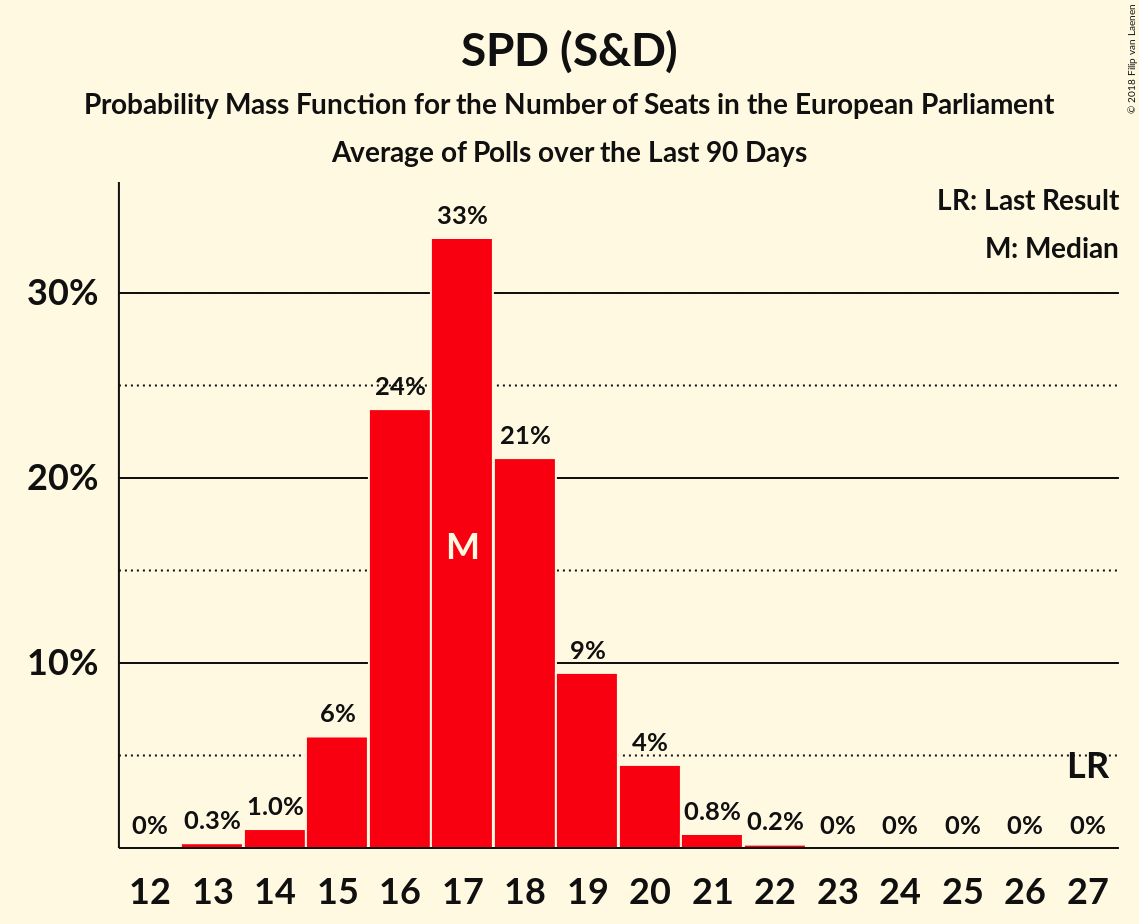 SPD (S&D)
Probability Mass Function for the Number of Seats in the European Parliament
Average of Polls over the Last 90 Days
© 2018 Filip van Laenen
LR: Last Result
M: Median
33%
30%
24%
21%
20%
M
10%
9%
6%
4%
LR
1.0%
0.8%
0.3%
0.2%
0%
0%
0%
0%
0%
0%
12 13 14 15 16 17 18 19 20 21 22 23 24 25 26 27